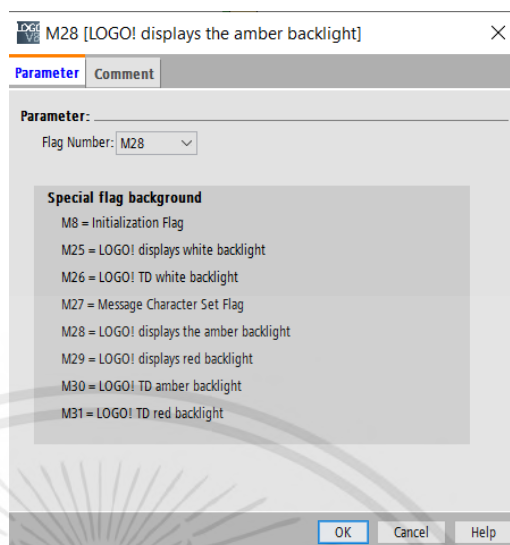 LOGO! V8 M28 [LOGO! displays the amber backlight]
Parameter Comment
Parameter:
Flag Number: M28
Special flag background
M8 = Initialization Flag
M25 = LOGO! displays white backlight
M26 = LOGO! TD white backlight
M27 = Message Character Set Flag
M28 = LOGO! displays the amber backlight
M29 = LOGO! displays red backlight
M30 = LOGO! TD amber backlight
M31 = LOGO! TD red backlight
OK Cancel Help